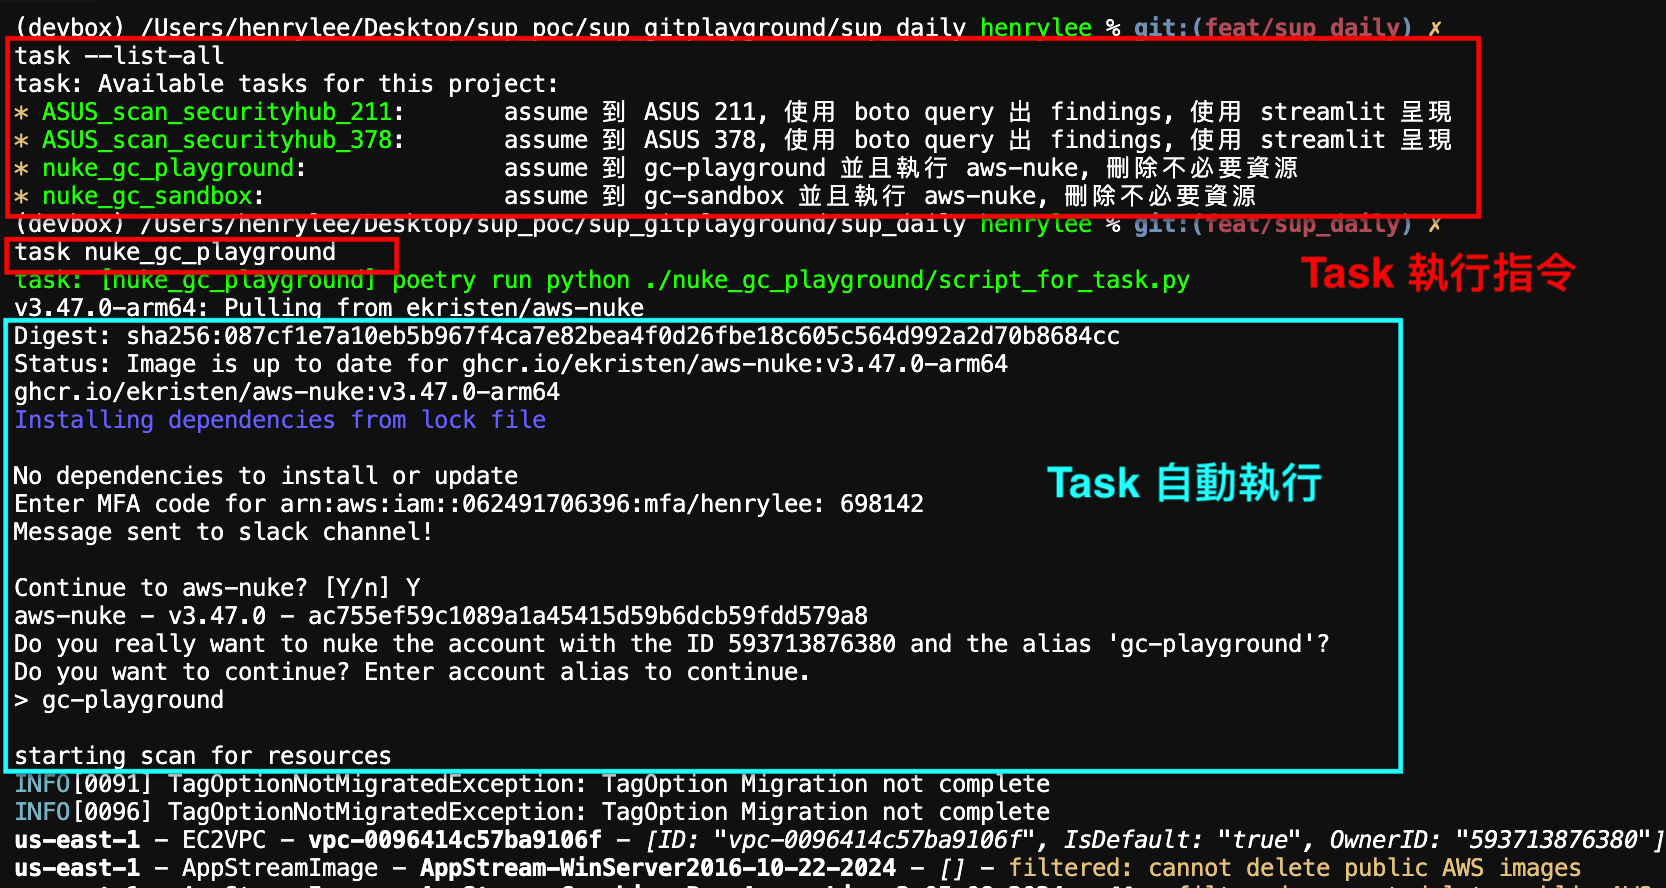 (devbox) /Users/henrylee/Desktop/sup_poc/sup_gitplayground/sup_daily henrylee % git:(feat/sup_daily) ✗
task --list-all
task: Available tasks for this project:
* ASUS_scan_securityhub_211: assume 到 ASUS 211, 使用 boto query 出 findings, 使用 streamlit 呈現
* ASUS_scan_securityhub_378: assume 到 ASUS 378, 使用 boto query 出 findings, 使用 streamlit 呈現
* nuke_gc_playground: assume 到 gc-playground 並且執行 aws-nuke, 刪除不必要資源
* nuke_gc_sandbox: assume 到 gc-sandbox 並且執行 aws-nuke, 刪除不必要資源
(devbox) /Users/henrylee/Desktop/sup_poc/sup_gitplayground/sup_daily henrylee % git:(feat/sup_daily) ✗
task nuke_gc_playground
Task 執行指令
task: [nuke_gc_playground] poetry run python ./nuke_gc_playground/script_for_task.py
v3.47.0-arm64: Pulling from ekristen/aws-nuke
Digest: sha256:087cf1e7a10eb5b967f4ca7e82bea4f0d26fbe18c605c564d992a2d70b8684cc
Status: Image is up to date for ghcr.io/ekristen/aws-nuke:v3.47.0-arm64
ghcr.io/ekristen/aws-nuke:v3.47.0-arm64
Installing dependencies from lock file
No dependencies to install or update
Task 自動執行
Enter MFA code for arn:aws:iam::062491706396:mfa/henrylee: 698142
Message sent to slack channel!
Continue to aws-nuke? [Y/n] Y
aws-nuke - v3.47.0 - ac755ef59c1089a1a45415d59b6dcb59fdd579a8
Do you really want to nuke the account with the ID 593713876380 and the alias 'gc-playground'?
Do you want to continue? Enter account alias to continue.
> gc-playground
starting scan for resources
INFO[0091] TagOptionNotMigratedException: TagOption Migration not complete
INFO[0096] TagOptionNotMigratedException: TagOption Migration not complete
us-east-1 - EC2VPC - vpc-0096414c57ba9106f - [ID: "vpc-0096414c57ba9106f", IsDefault: "true", OwnerID: "593713876380"]
us-east-1 - AppStreamImage - AppStream-WinServer2016-10-22-2024 - [] - filtered: cannot delete public AWS images